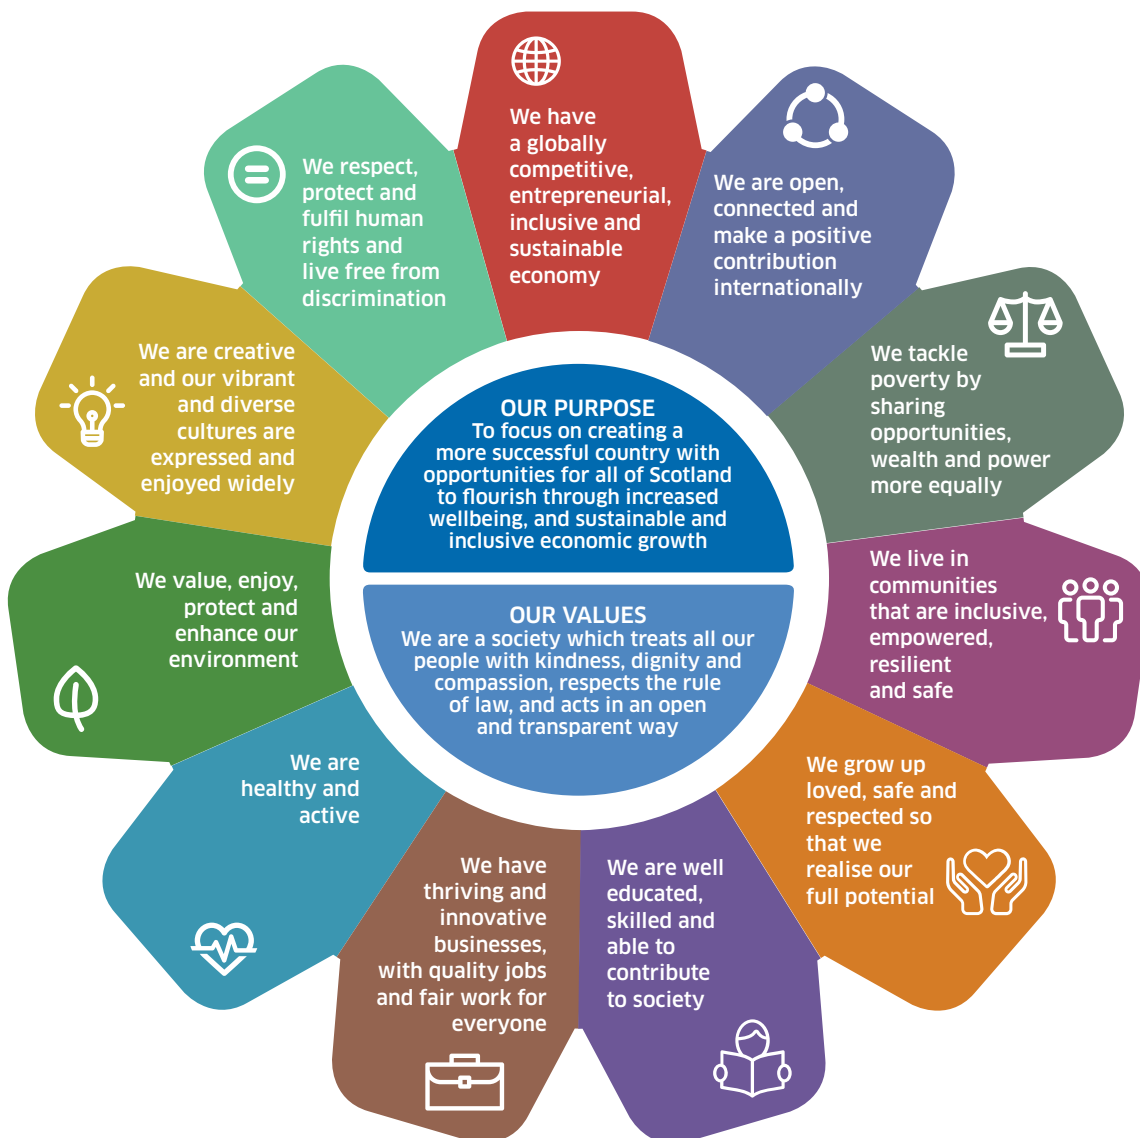 We have
a globally
competitive,
entrepreneurial,
inclusive and
sustainable
economy
We are open,
connected and
make a positive
contribution
internationally
We tackle
poverty by
sharing
opportunities,
wealth and power
more equally
We live in
communities
that are inclusive,
empowered,
resilient
and safe
We grow up
loved, safe and
respected so
that we
realise our
full potential
We are well
educated,
skilled and
able to
contribute
to society
We have
thriving and
innovative
businesses,
with quality jobs
and fair work for
everyone
We are
healthy and
active
We value, enjoy,
protect and
enhance our
environment
We are creative
and our vibrant
and diverse
cultures are
expressed and
enjoyed widely
We respect,
protect and
fulfil human
rights and
live free from
discrimination
OUR PURPOSE
To focus on creating a
more successful country with
opportunities for all of Scotland
to flourish through increased
wellbeing, and sustainable and
inclusive economic growth
OUR VALUES
We are a society which treats all our
people with kindness, dignity and
compassion, respects the rule
of law, and acts in an open
and transparent way